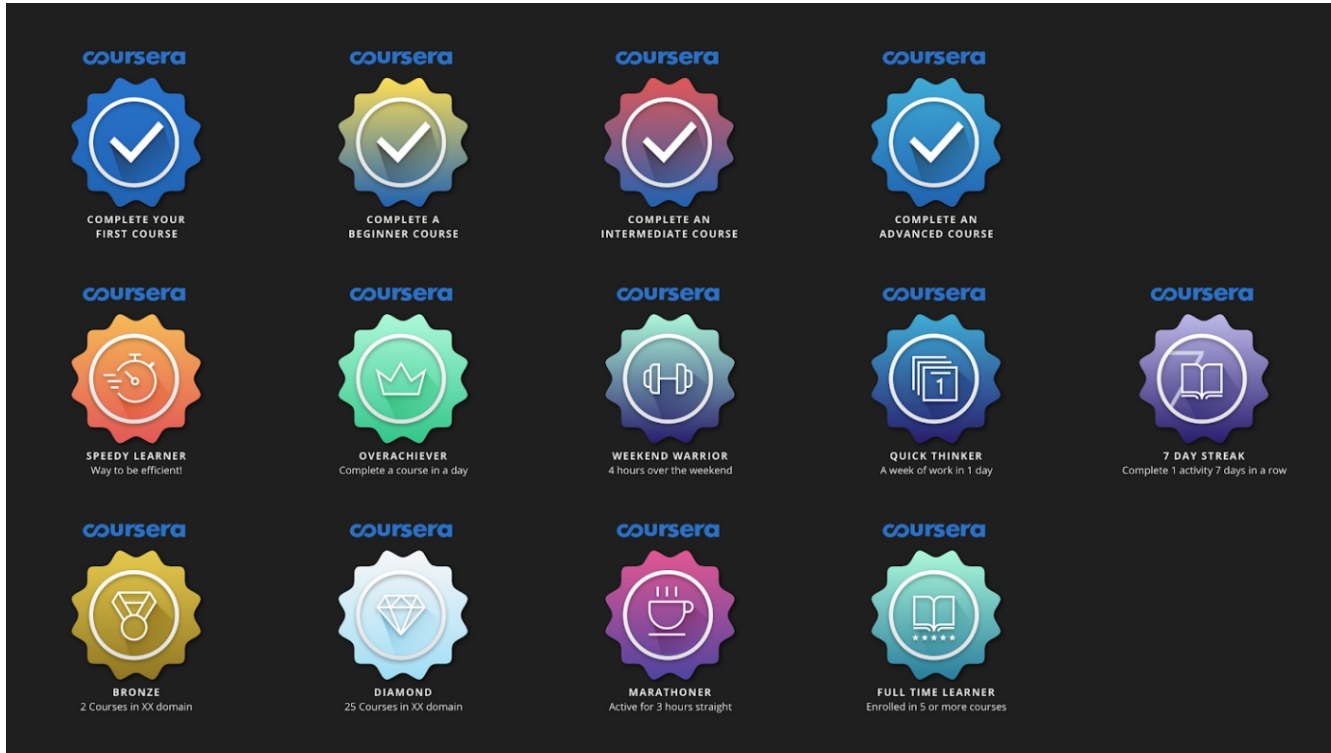 coursera
COMPLETE YOUR
FIRST COURSE
coursera
COMPLETE A
BEGINNER COURSE
coursera
COMPLETE AN
INTERMEDIATE COURSE
coursera
COMPLETE AN
ADVANCED COURSE
coursera
SPEEDY LEARNER
Way to be efficient!
coursera
OVERACHIEVER
Complete a course in a day
coursera
WEEKEND WARRIOR
4 hours over the weekend
coursera
1
QUICK THINKER
A week of work in 1 day
coursera
7
7 DAY STREAK
Complete 1 activity 7 days in a row
coursera
BRONZE
2 Courses in XX domain
coursera
DIAMOND
25 Courses in XX domain
coursera
MARATHONER
Active for 3 hours straight
coursera
FULL TIME LEARNER
Enrolled in 5 or more courses